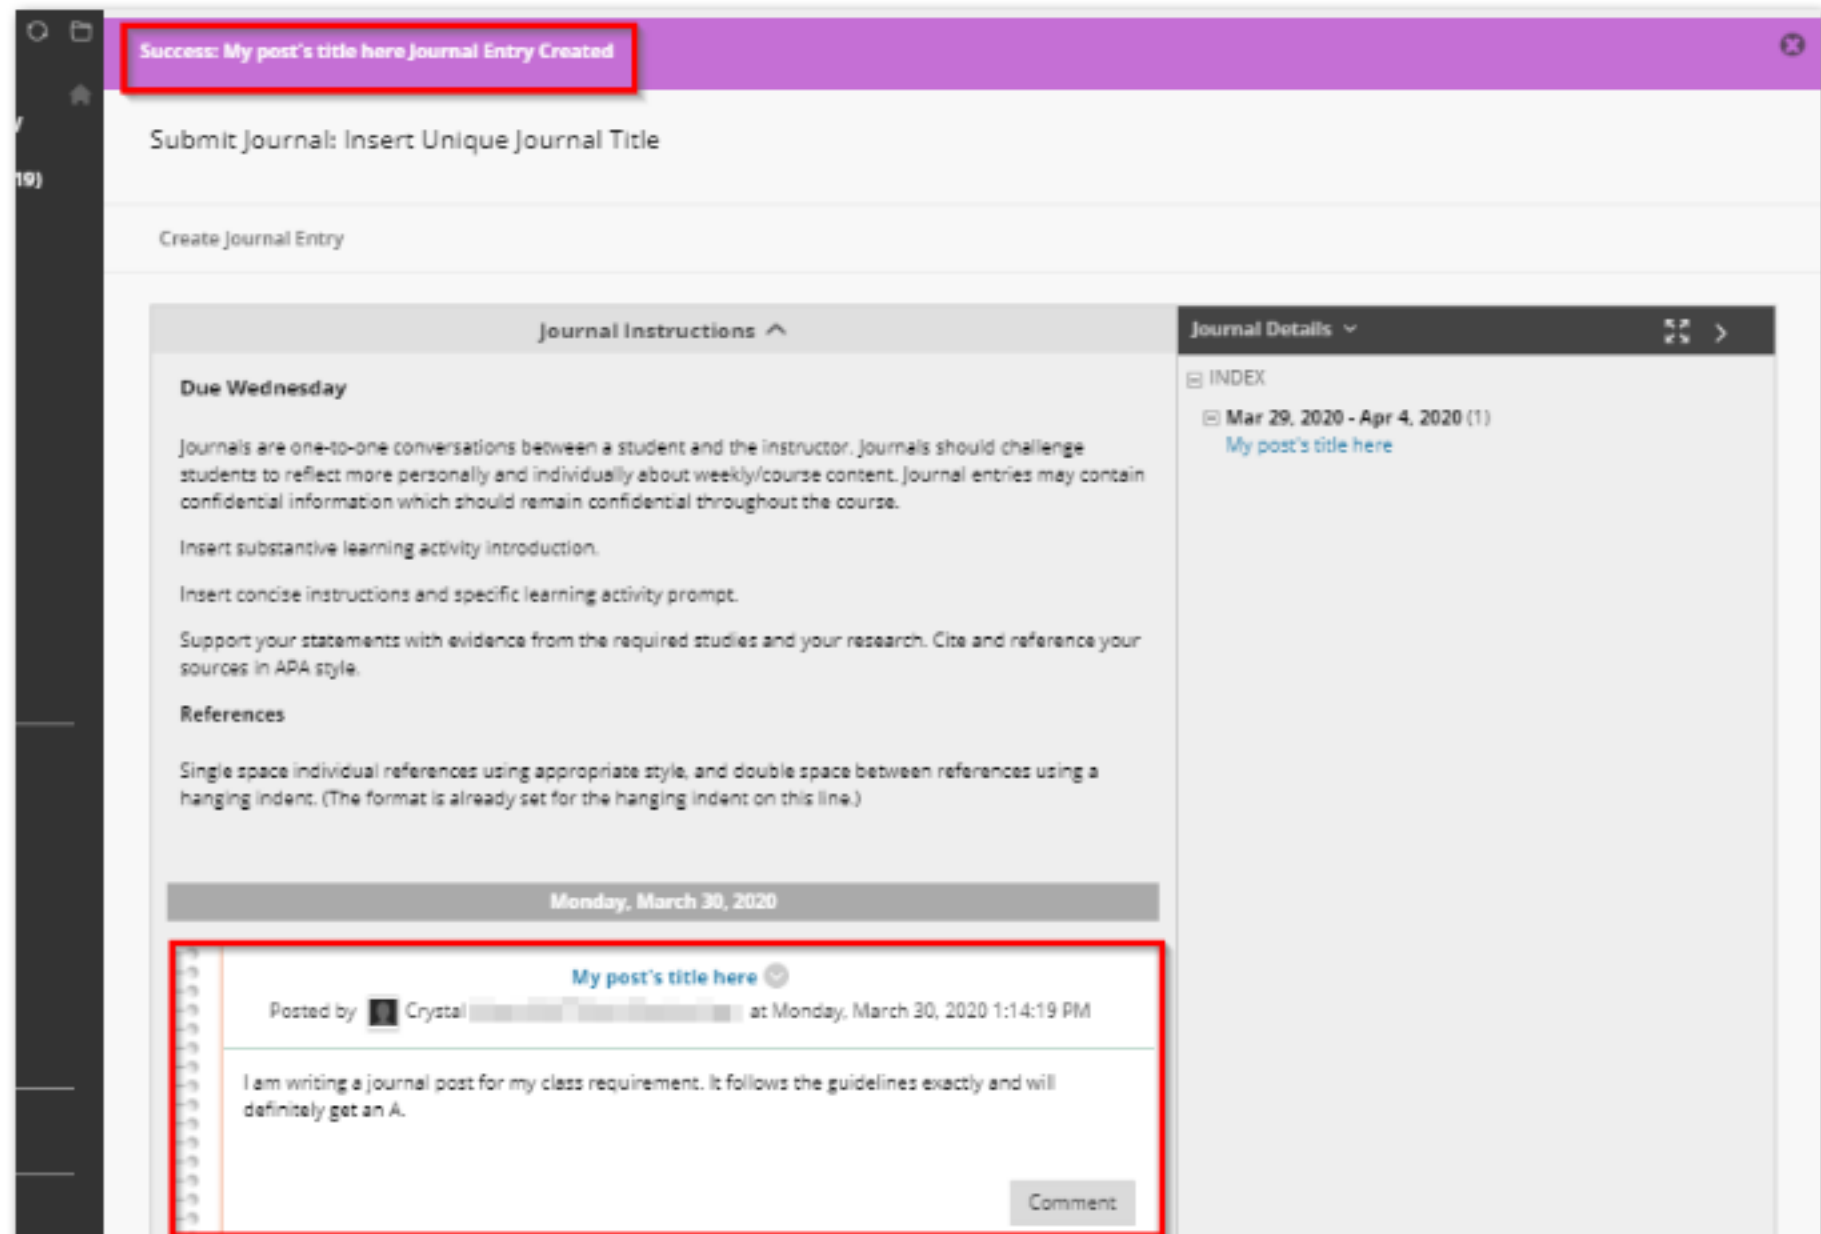 Success: My post's title here Journal Entry Created
19)
Submit Journal: Insert Unique Journal Title
Create Journal Entry
Journal Instructions
Due Wednesday
Journals are one-to-one conversations between a student and the instructor. Journals should challenge
students to reflect more personally and individually about weekly/course content. Journal entries may contain
confidential information which should remain confidential throughout the course.
Insert substantive learning activity introduction.
Insert concise instructions and specific learning activity prompt.
Support your statements with evidence from the required studies and your research. Cite and reference your
sources in APA style.
References
Single space individual references using appropriate style, and double space between references using a
hanging indent. (The format is already set for the hanging indent on this line.)
Monday, March 30, 2020
My post's title here
Posted by Crystal at Monday, March 30, 2020 1:14:19 PM
I am writing a journal post for my class requirement. It follows the guidelines exactly and will
definitely get an A.
Comment
Journal Details
INDEX
Mar 29, 2020 - Apr 4, 2020 (1)
My post's title here